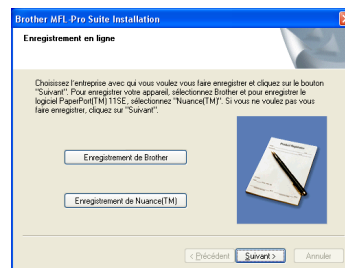 Brother MFL-Pro Suite Installation
Enregistrement en ligne
Choisissez l'entreprise avec qui vous voulez vous faire enregistrer et cliquez sur le bouton
"Suivant". Pour enregistrer votre appareil, sélectionnez Brother et pour enregistrer le
logiciel PaperPort(TM) 11SE, sélectionnez "Nuance(TM)". Si vous ne voulez pas vous
faire enregistrer, cliquez sur "Suivant".
Enregistrement de Brother
Enregistrement de Nuance(TM)
< Précédent Suivant > Annuler